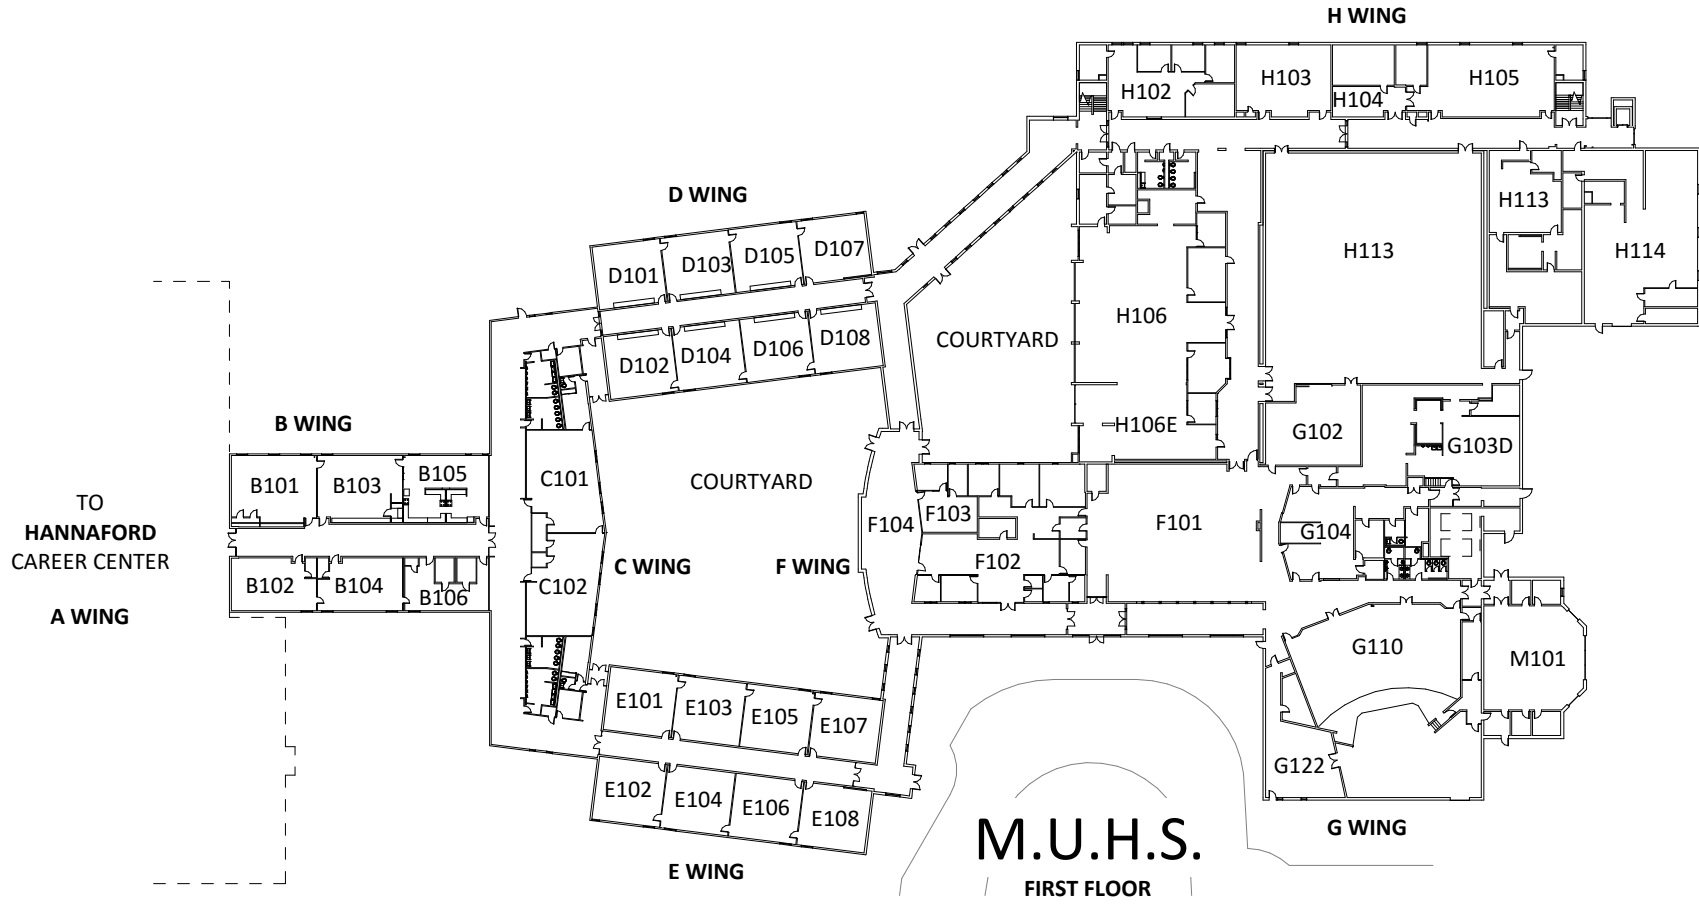 H WING
H102
H103
H104
H105
D WING
D101
D103
D105
D107
H113
H113
H114
D102
D104
D106
D108
COURTYARD
H106
H106E
G102
G103D
B WING
B101
B103
B105
C101
COURTYARD
TO
HANNAFORD
CAREER CENTER
A WING
F104
F103
F101
G104
B102
B104
B106
C102
C WING
F WING
F102
G110
M101
E101
E103
E105
E107
G122
E102
E104
E106
E108
G WING
E WING
M.U.H.S.
FIRST FLOOR